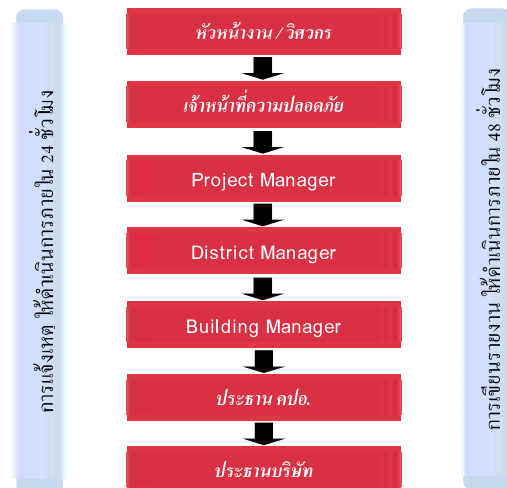 หัวหน้างาน / วิศวกร
เจ้าหน้าที่ความปลอดภัย
Project Manager
District Manager
Building Manager
ประธาน คปอ.
ประธานบริษัท
การแจ้งเหตุ ให้ดำเนินการภายใน 24 ชั่วโมง
การเขียนรายงาน ให้ดำเนินการภายใน 48 ชั่วโมง